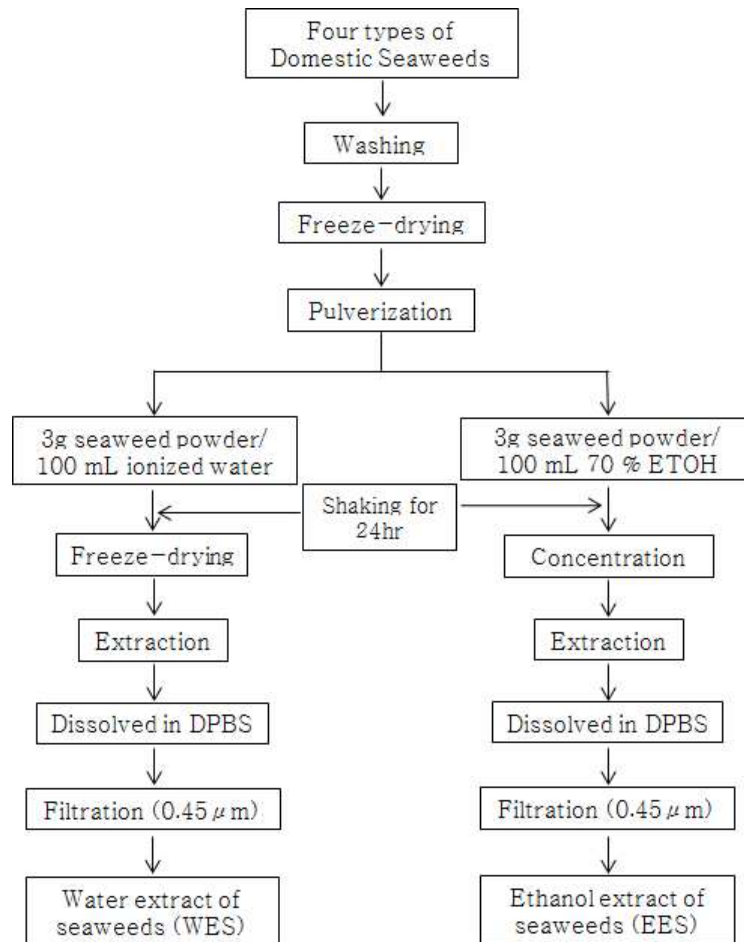 Four types of
Domestic Seaweeds
Washing
Freeze-drying
Pulverization
3g seaweed powder/
100 mL ionized water
3g seaweed powder/
100 mL 70 % ETOH
Shaking for
24hr
Freeze-drying
Concentration
Extraction
Extraction
Dissolved in DPBS
Dissolved in DPBS
Filtration (0.45 μm)
Filtration (0.45 μm)
Water extract of
seaweeds (WES)
Ethanol extract of
seaweeds (EES)